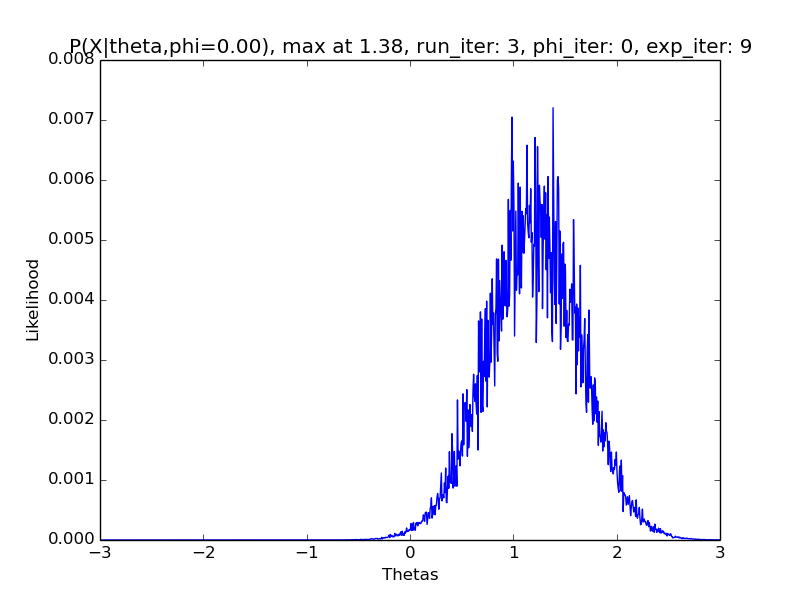 P(X|theta,phi=0.00), max at 1.38, run_iter: 3, phi_iter: 0, exp_iter: 9
0.008
0.007
0.006
0.005
0.004
0.003
0.002
0.001
0.000
Likelihood
−3 −2 −1 0 1 2 3
Thetas